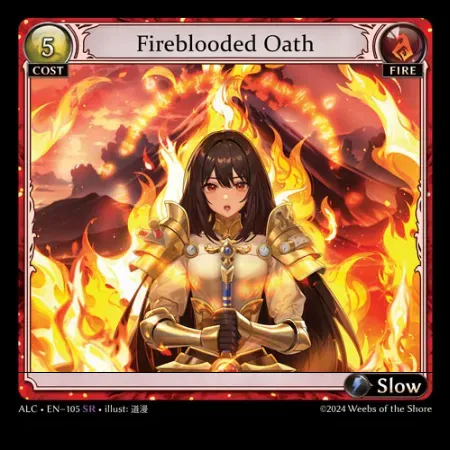 5
Fireblooded Oath
COST
FIRE
Slow
ALC • EN-105 SR • illust: 道漫
©2024 Weebs of the Shore